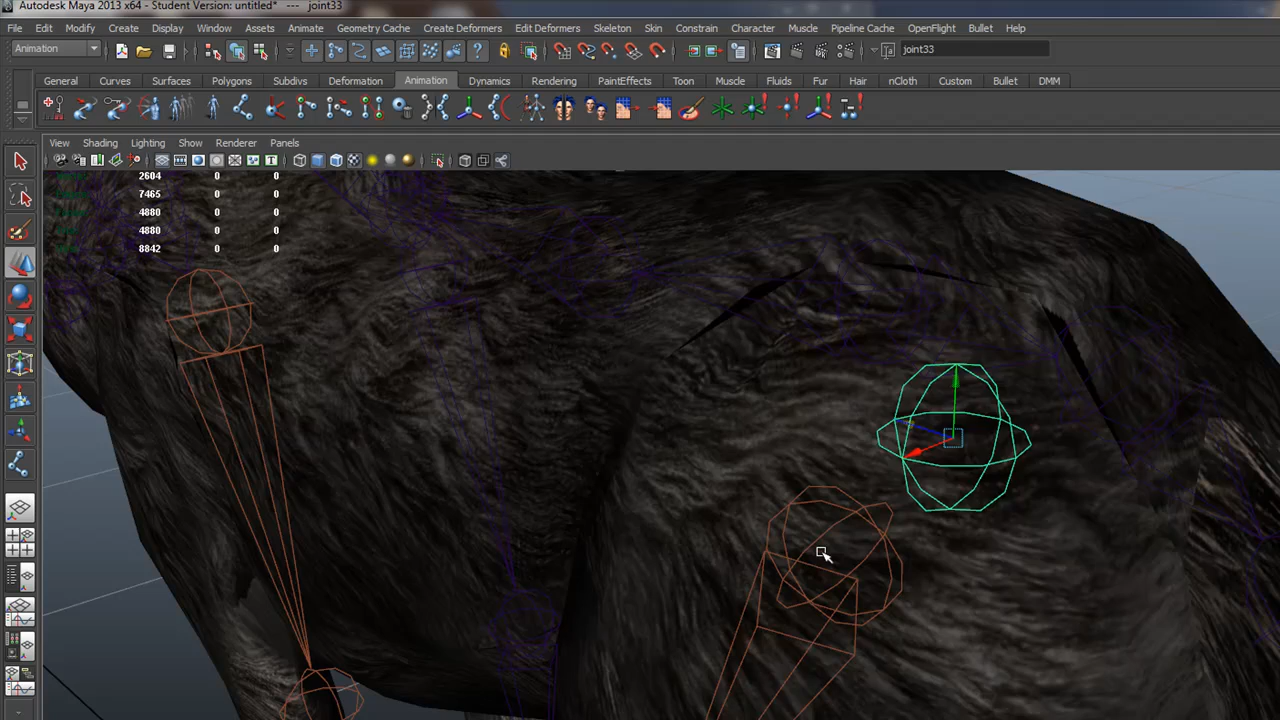 Autodesk Maya 2013 x64 - Student Version: untitled* --- joint33
File Edit Modify Create Display Window Assets Animate Geometry Cache Create Deformers Edit Deformers Skeleton Skin Constrain Character Muscle Pipeline Cache OpenFlight Bullet Help
Animation joint33
General Curves Surfaces Polygons Subdivs Deformation Animation Dynamics Rendering PaintEffects Toon Muscle Fluids Fur Hair nCloth Custom Bullet DMM
View Shading Lighting Show Renderer Panels
2604 0 0
7465 0 0
4880 0 0
4880 0 0
8842 0 0